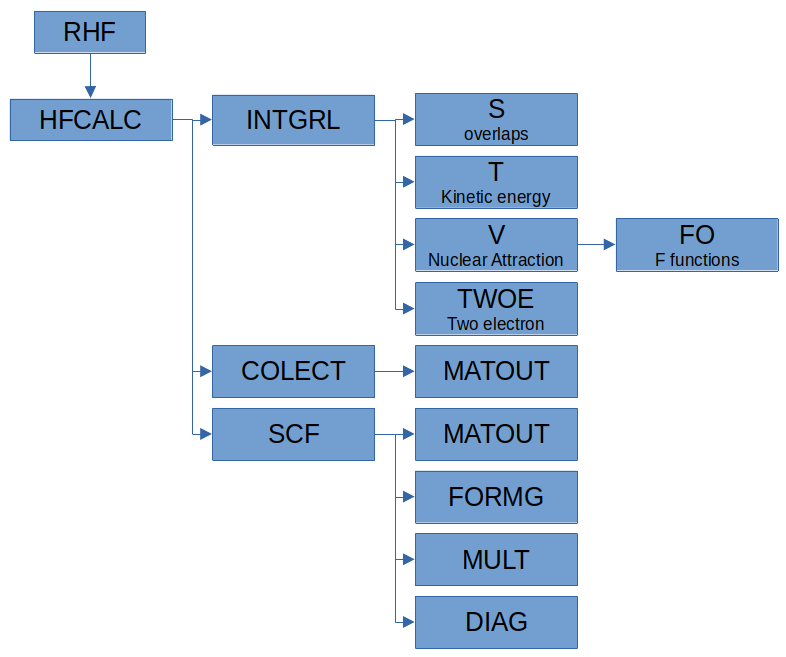 RHF
HFCALC
INTGRL
S
overlaps
T
Kinetic energy
V
Nuclear Attraction
FO
F functions
TWOE
Two electron
COLECT
MATOUT
SCF
MATOUT
FORMG
MULT
DIAG